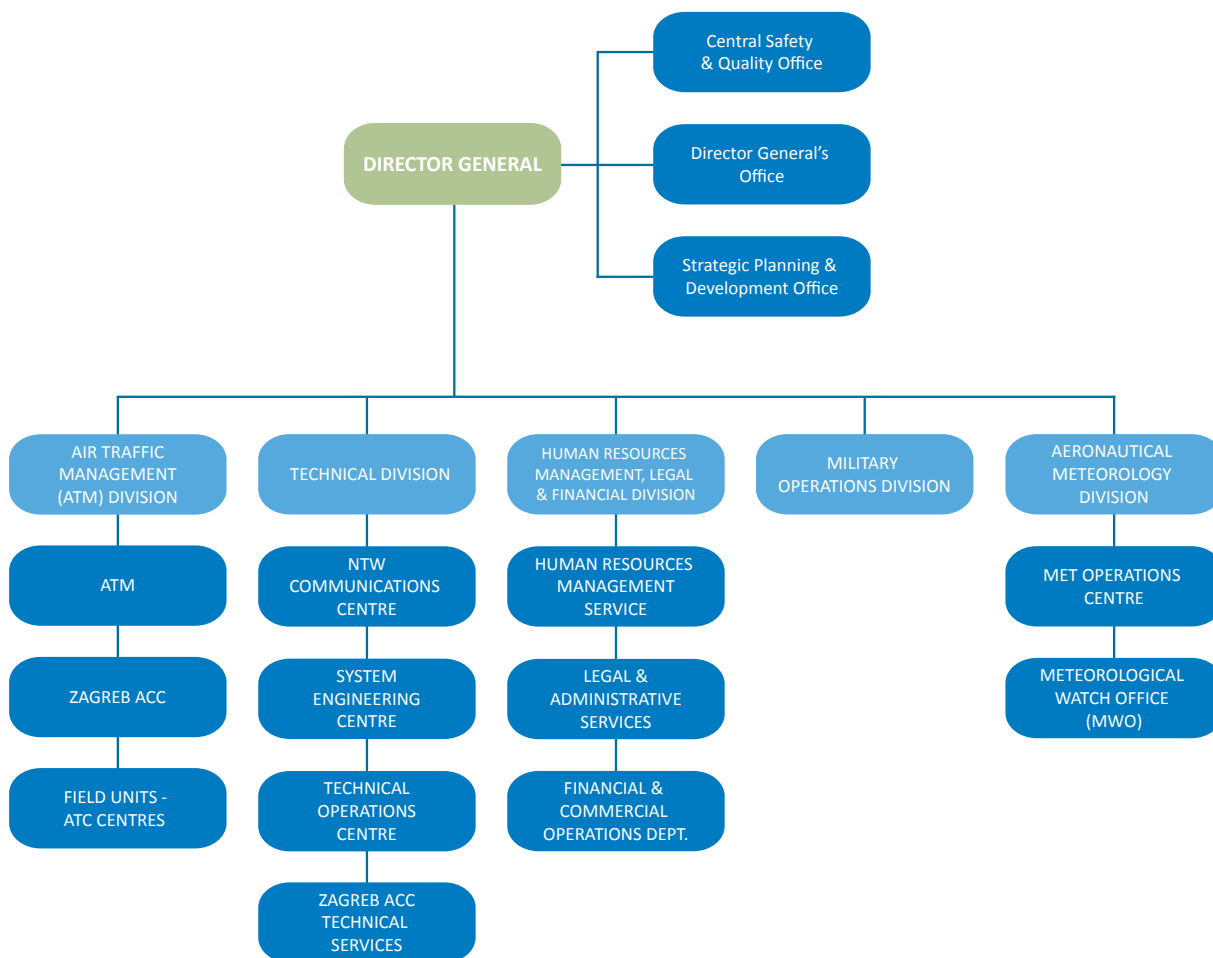 Central Safety
& Quality Office
DIRECTOR GENERAL
Director General's
Office
Strategic Planning &
Development Office
AIR TRAFFIC
MANAGEMENT
(ATM) DIVISION
TECHNICAL DIVISION
HUMAN RESOURCES
MANAGEMENT, LEGAL
& FINANCIAL DIVISION
MILITARY
OPERATIONS DIVISION
AERONAUTICAL
METEOROLOGY
DIVISION
ATM
NTW
COMMUNICATIONS
CENTRE
HUMAN RESOURCES
MANAGEMENT
SERVICE
MET OPERATIONS
CENTRE
ZAGREB ACC
SYSTEM
ENGINEERING
CENTRE
LEGAL &
ADMINISTRATIVE
SERVICES
METEOROLOGICAL
WATCH OFFICE
(MWO)
FIELD UNITS -
ATC CENTRES
TECHNICAL
OPERATIONS
CENTRE
FINANCIAL &
COMMERCIAL
OPERATIONS DEPT.
ZAGREB ACC
TECHNICAL
SERVICES